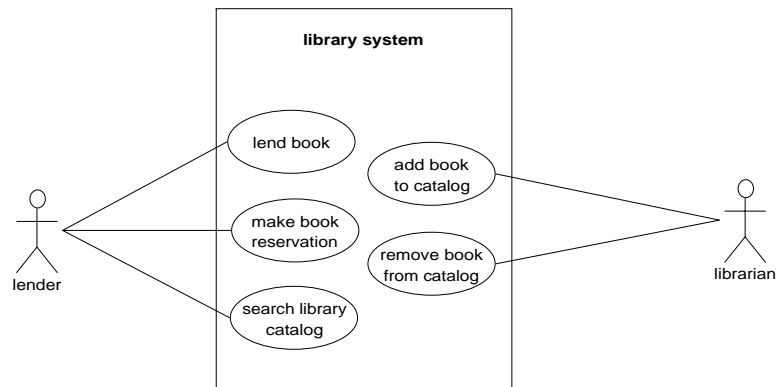 library system
lend book
add book
to catalog
make book
reservation
remove book
from catalog
search library
catalog
lender
librarian